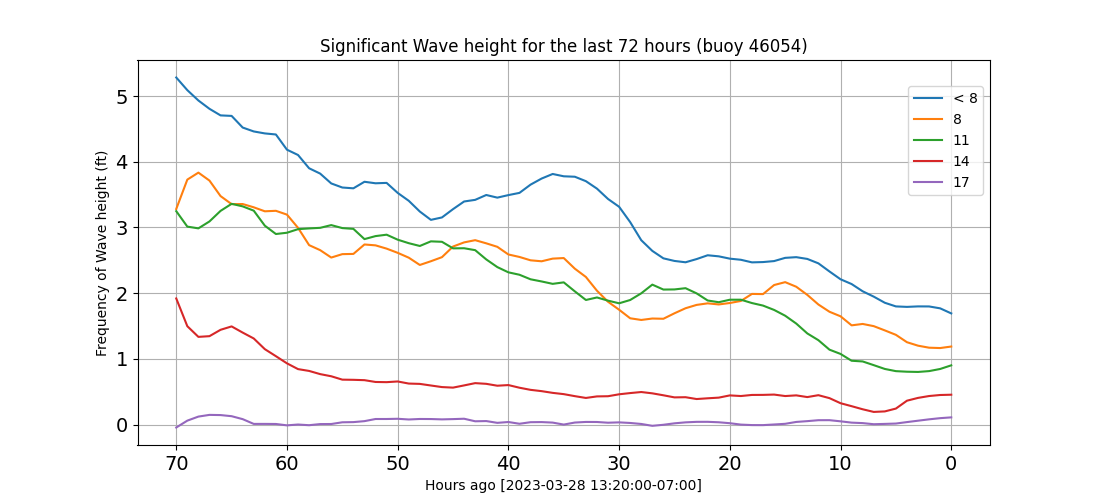 Significant Wave height for the last 72 hours (buoy 46054)
Frequency of Wave height (ft)
5
4
3
2
1
0
< 8
8
11
14
17
70 60 50 40 30 20 10 0
Hours ago [2023-03-28 13:20:00-07:00]